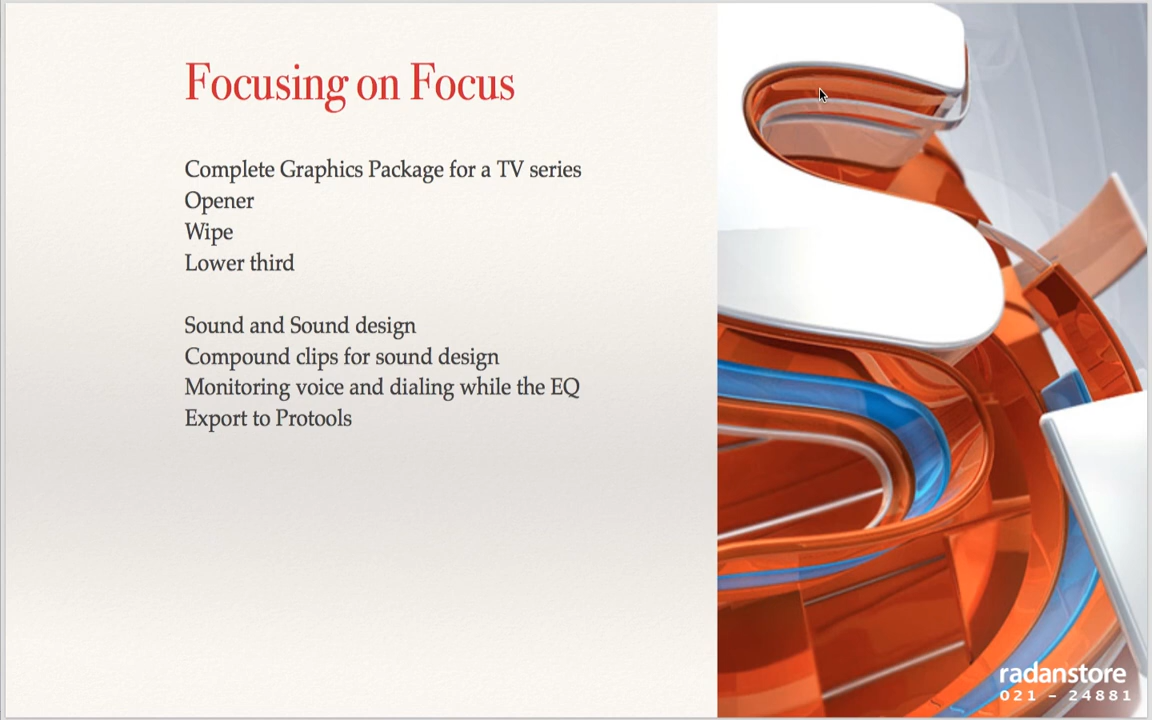 Focusing on Focus
Complete Graphics Package for a TV series
Opener
Wipe
Lower third
Sound and Sound design
Compound clips for sound design
Monitoring voice and dialing while the EQ
Export to Protools
radanstore
021 - 24881